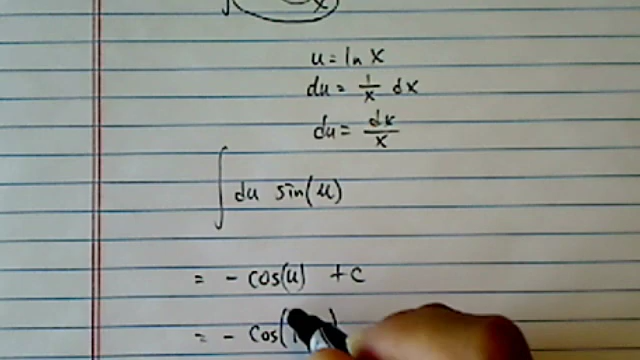 ∫ x
u = ln x
du = 1/x dx
du = dx/x
∫ du sin(u)
= - cos(u) + c
= - cos(